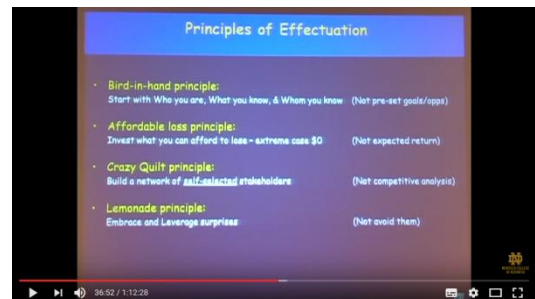 Principles of Effectuation
• Bird-in-hand principle:
Start with Who you are, What you know, & Whom you know (Not pre-set goals/opps)
• Affordable loss principle:
Invest what you can afford to lose - extreme case $0 (Not expected return)
• Crazy Quilt principle:
Build a network of self-selected stakeholders (Not competitive analysis)
• Lemonade principle:
Embrace and Leverage surprises (Not avoid them)
36:52 / 1:12:28